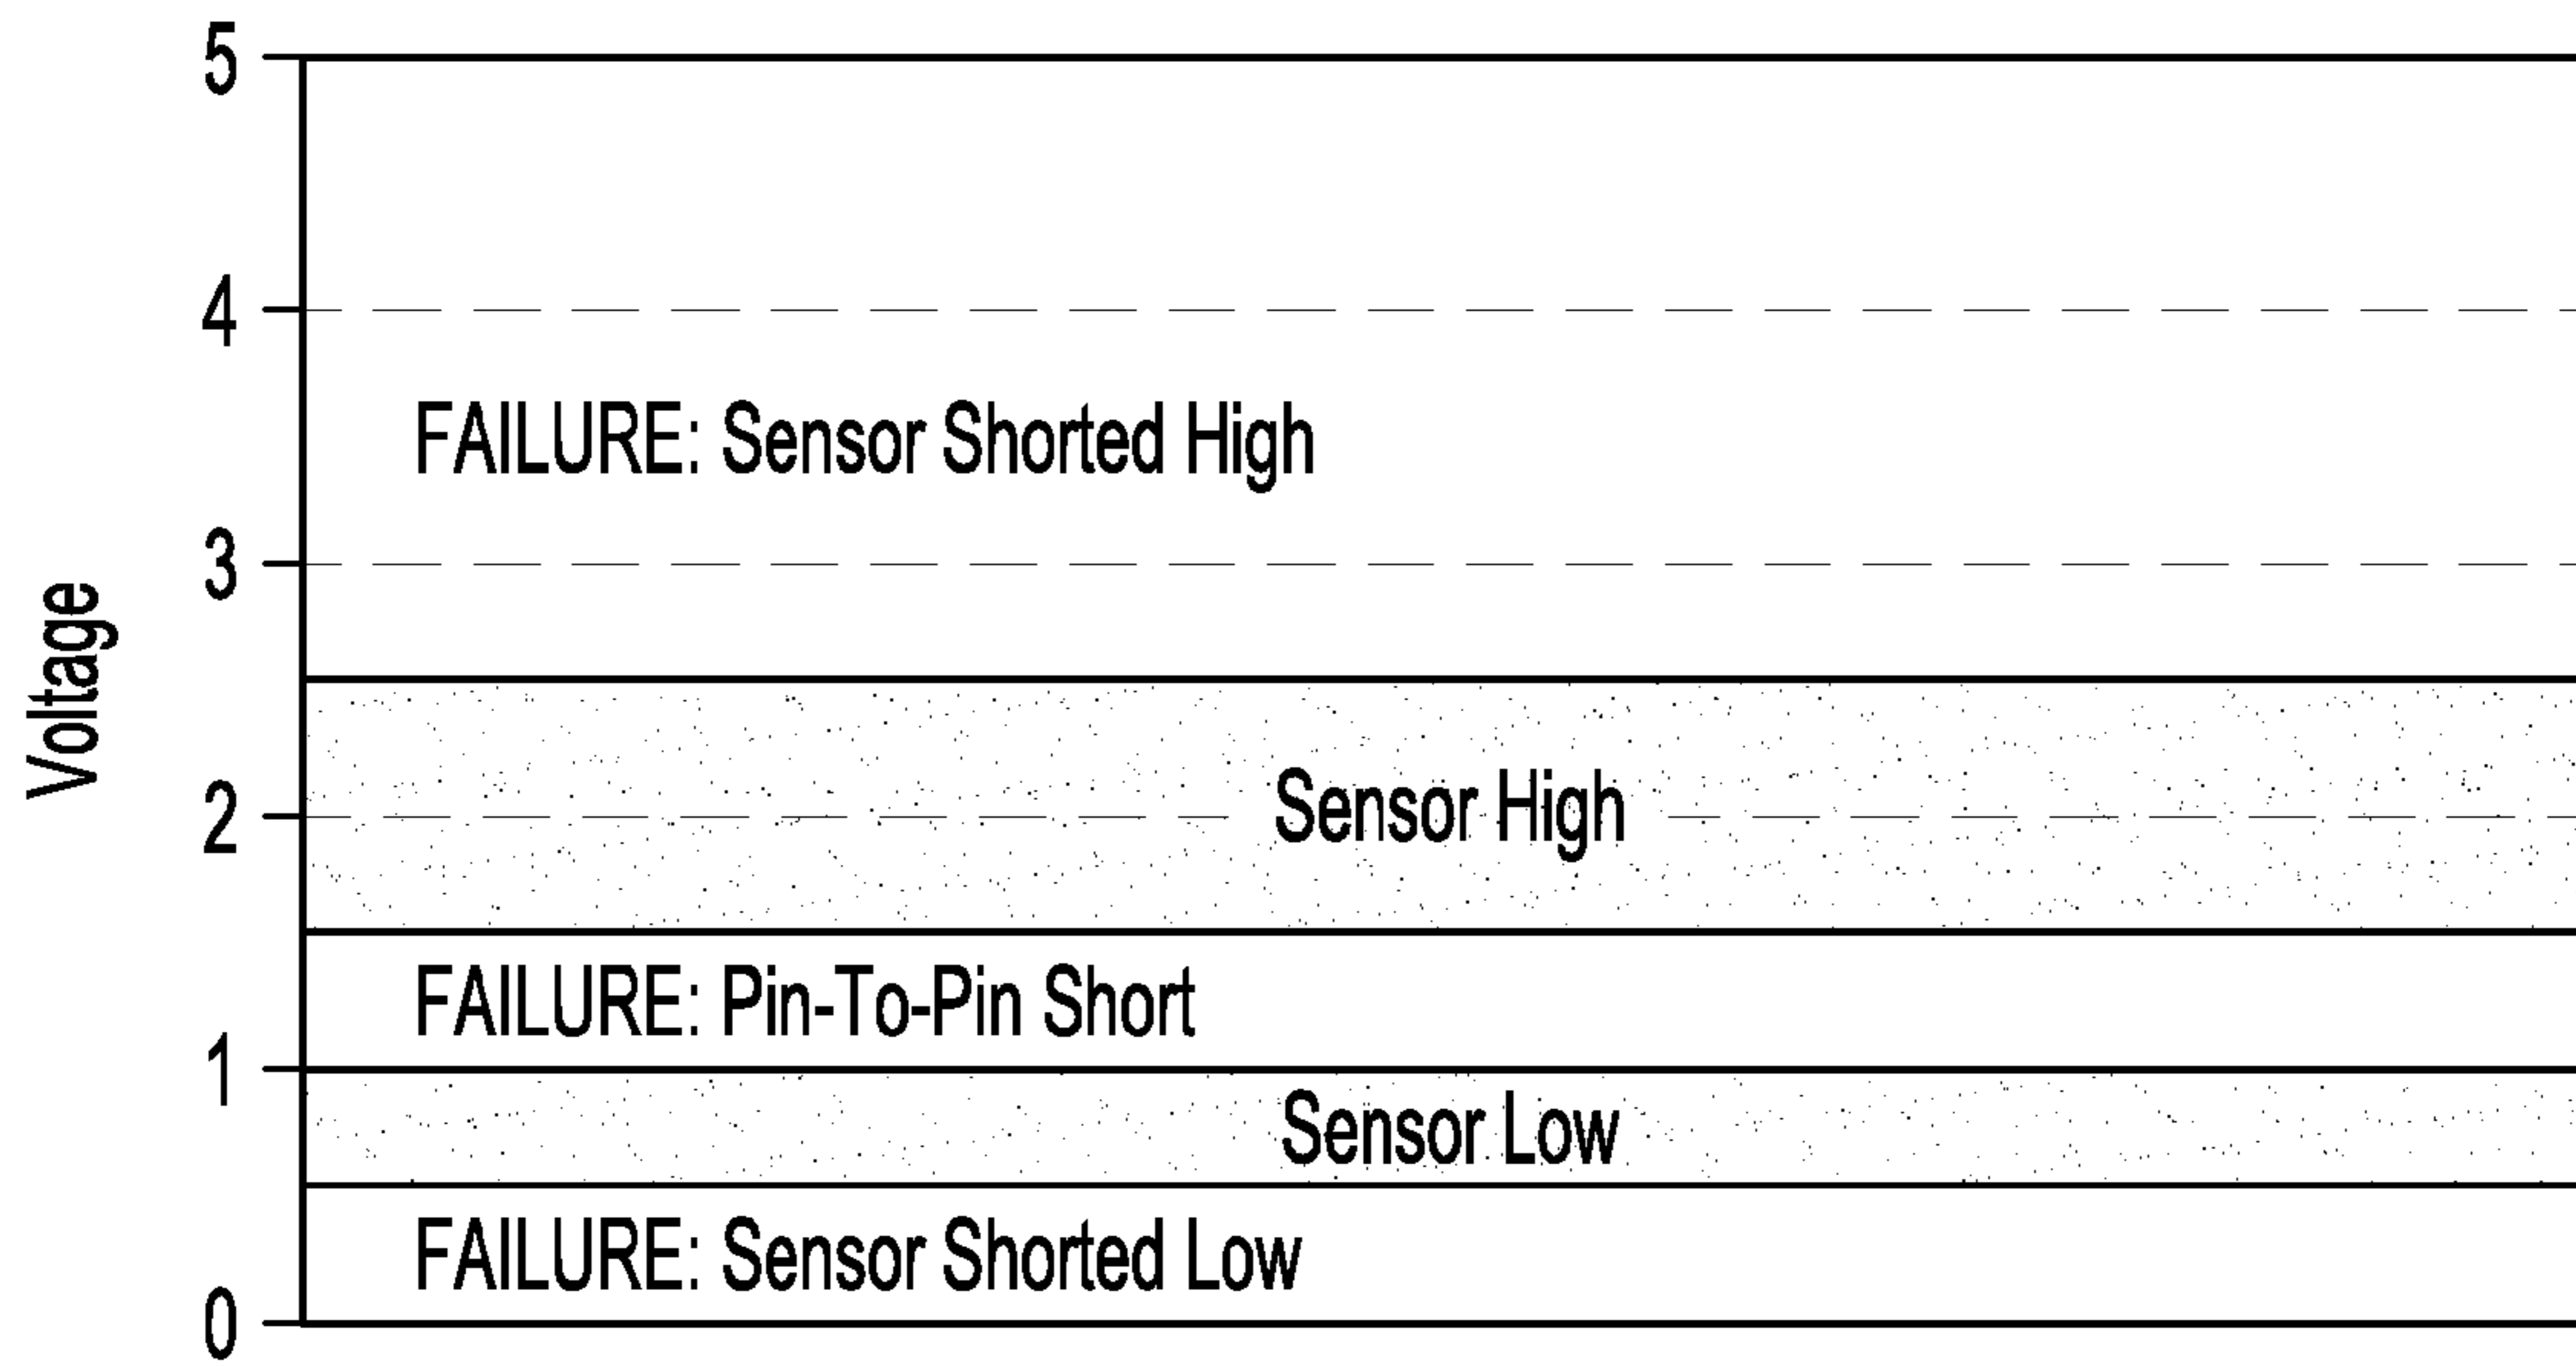 5
4
FAILURE: Sensor Shorted High
3
Voltage
Sensor High
2
FAILURE: Pin-To-Pin Short
1
Sensor Low
FAILURE: Sensor Shorted Low
0